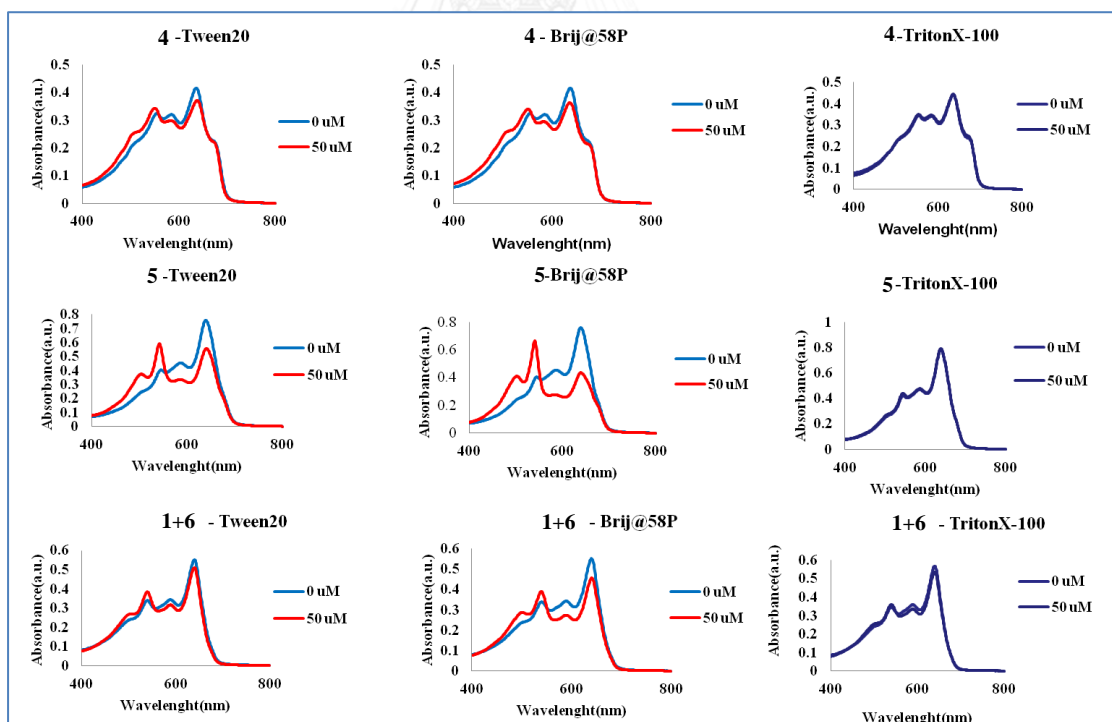 4 -Tween20
0.5
0.4
0.3
0.2
0.1
0
400
600
800
Absorbance(a.u.)
Wavelenght(nm)
0 uM
50 uM
4 - Brij@58P
0.5
0.4
0.3
0.2
0.1
0
400
600
800
Absorbance(a.u.)
Wavelenght(nm)
0 uM
50 uM
4 -TritonX-100
0.5
0.4
0.3
0.2
0.1
0
400
600
800
Absorbance(a.u.)
Wavelenght(nm)
0 uM
50 uM
5 -Tween20
0.8
0.7
0.6
0.5
0.4
0.3
0.2
0.1
0
400
600
800
Absorbance(a.u.)
Wavelenght(nm)
0 uM
50 uM
5-Brij@58P
0.8
0.6
0.4
0.2
0
400
600
800
Absorbance(a.u.)
Wavelenght(nm)
0 uM
50 uM
5-TritonX-100
1
0.8
0.6
0.4
0.2
0
400
600
800
Absorbance(a.u.)
Wavelenght(nm)
0 uM
50 uM
1+6 - Tween20
0.6
0.5
0.4
0.3
0.2
0.1
0
400
600
800
Absorbance(a.u.)
Wavelenght(nm)
0 uM
50 uM
1+6 - Brij@58P
0.6
0.5
0.4
0.3
0.2
0.1
0
400
600
800
Absorbance(a.u.)
Wavelenght(nm)
0 uM
50 uM
1+6 - TritonX-100
0.6
0.5
0.4
0.3
0.2
0.1
0
400
600
800
Absorbance(a.u.)
Wavelenght(nm)
0 uM
50 uM